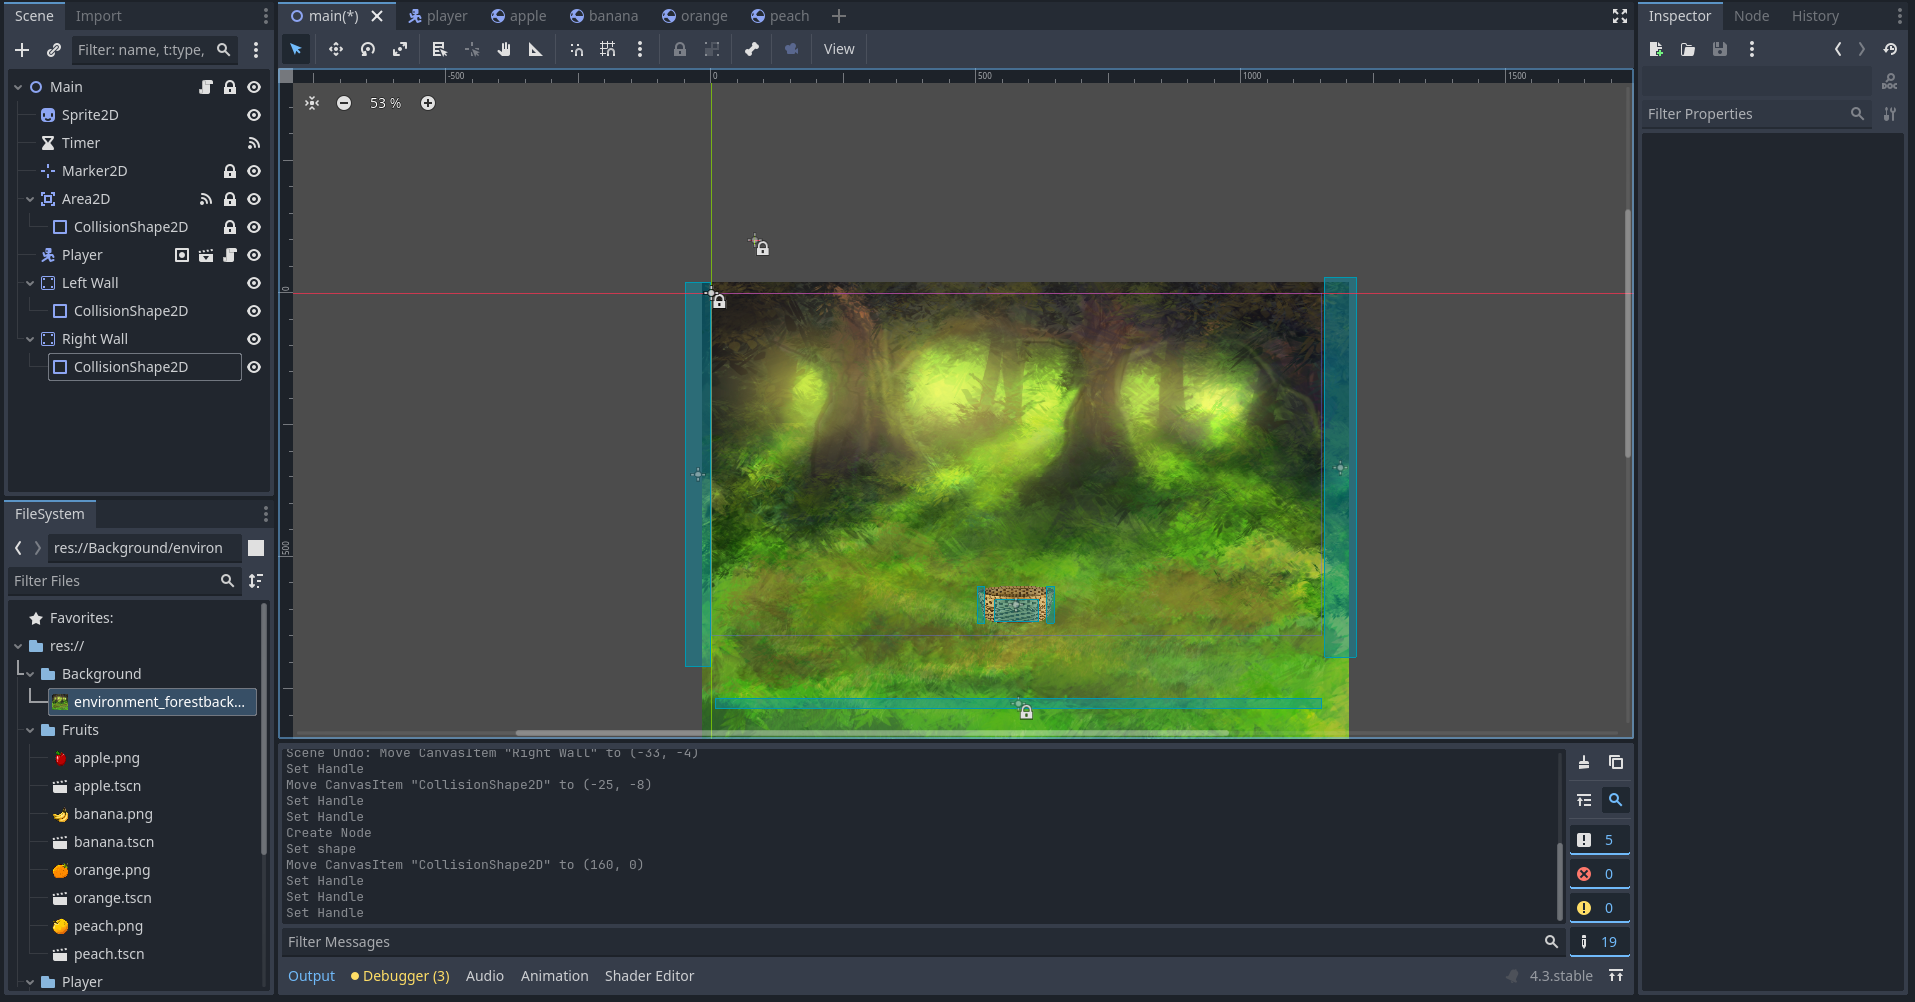 Scene Import
Filter: name, t:type,
Main
Sprite2D
Timer
Marker2D
Area2D
CollisionShape2D
Player
Left Wall
CollisionShape2D
Right Wall
CollisionShape2D
FileSystem
res://Background/environ
Filter Files
Favorites:
res://
Background
environment_forestback...
Fruits
apple.png
apple.tscn
banana.png
banana.tscn
orange.png
orange.tscn
peach.png
peach.tscn
Player
main(*) player apple banana orange peach
View
-500 0 500 1000 1500
53 %
0
500
Scene Undo: Move CanvasItem "Right Wall" to (-33, -4)
Set Handle
Move CanvasItem "CollisionShape2D" to (-25, -8)
Set Handle
Set Handle
Create Node
Set shape
Move CanvasItem "CollisionShape2D" to (160, 0)
Set Handle
Set Handle
Set Handle
5
0
0
19
Filter Messages
Output Debugger (3) Audio Animation Shader Editor
4.3.stable
Inspector Node History
DOC
Filter Properties